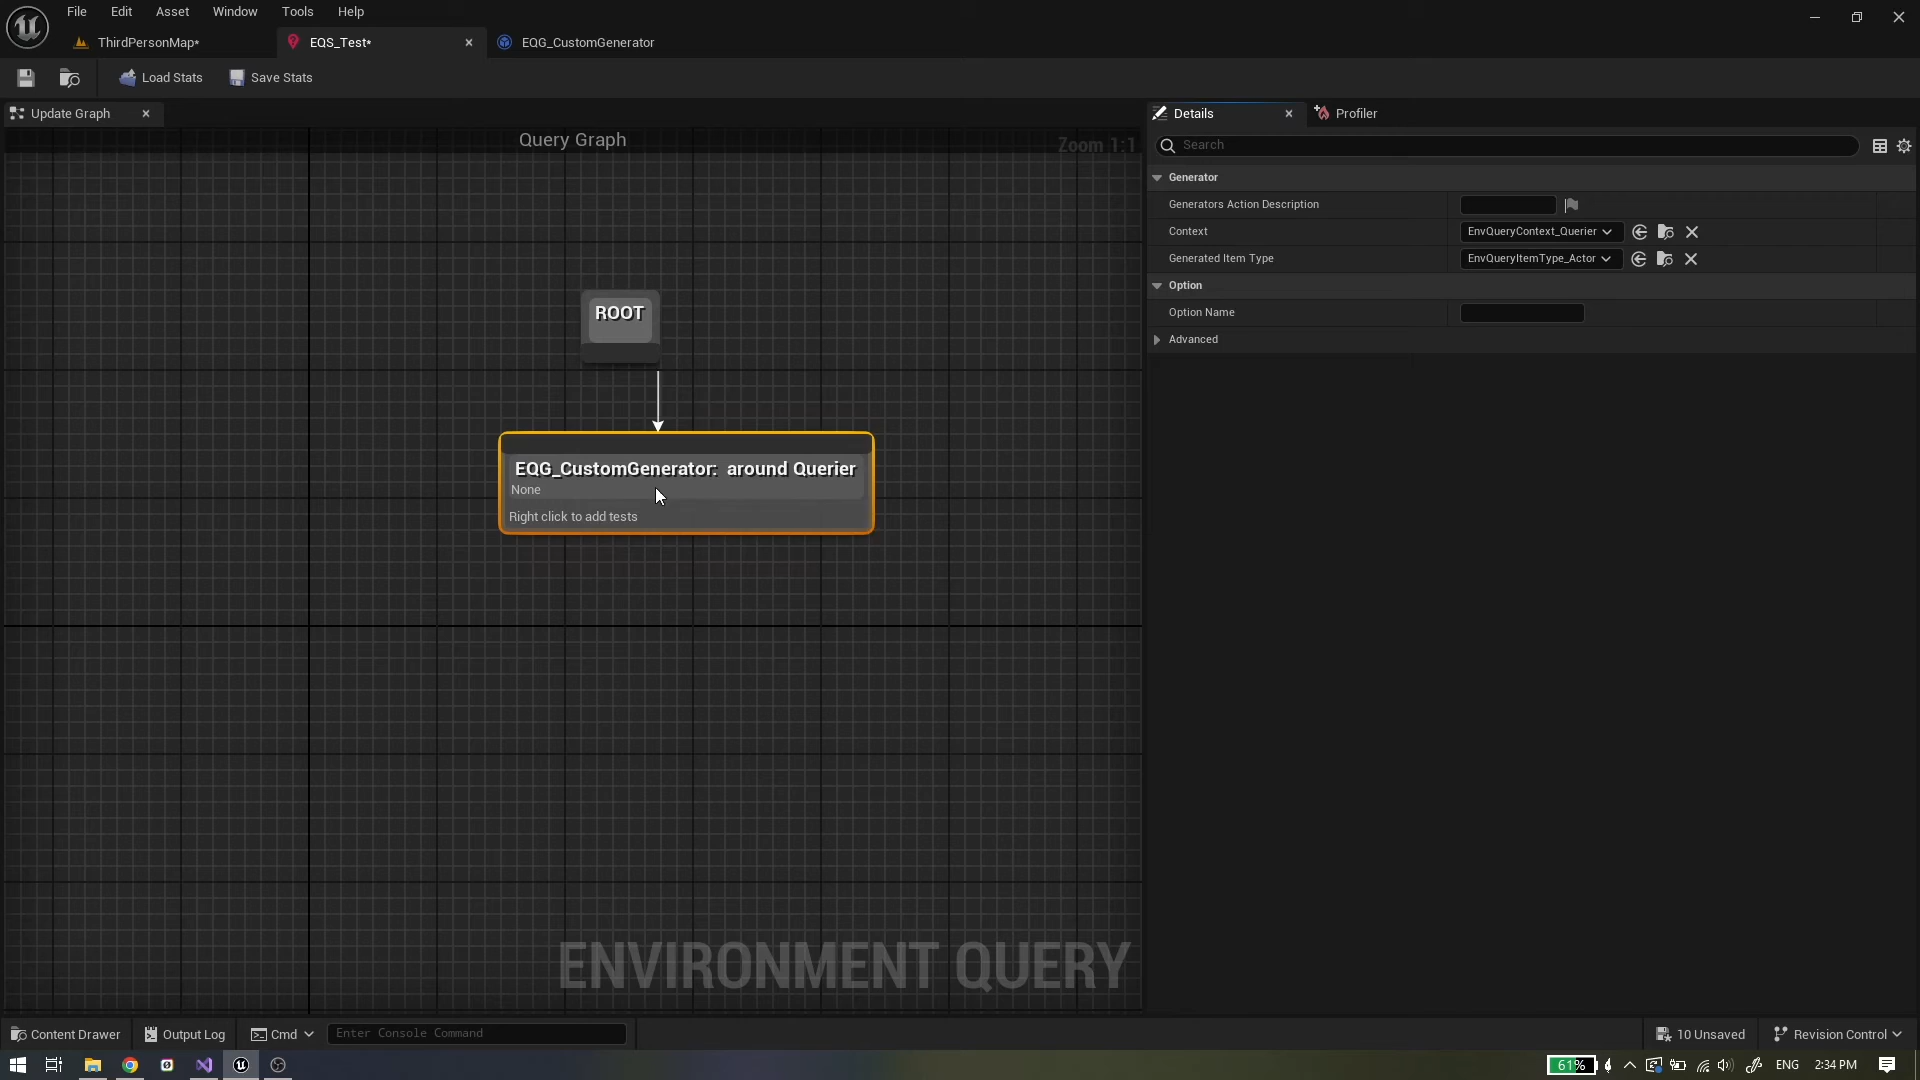 File Edit Asset Window Tools Help
ThirdPersonMap* EQS_Test* EQG_CustomGenerator
Load Stats Save Stats
Update Graph
Query Graph
Zoom 1:1
ROOT
EQG_CustomGenerator: around Querier
None
Right click to add tests
ENVIRONMENT QUERY
Details Profiler
Search
Generator
Generators Action Description
Context EnvQueryContext_Querier
Generated Item Type EnvQueryItemType_Actor
Option
Option Name
Advanced
Content Drawer Output Log Cmd Enter Console Command 10 Unsaved Revision Control
61% ENG 2:34 PM